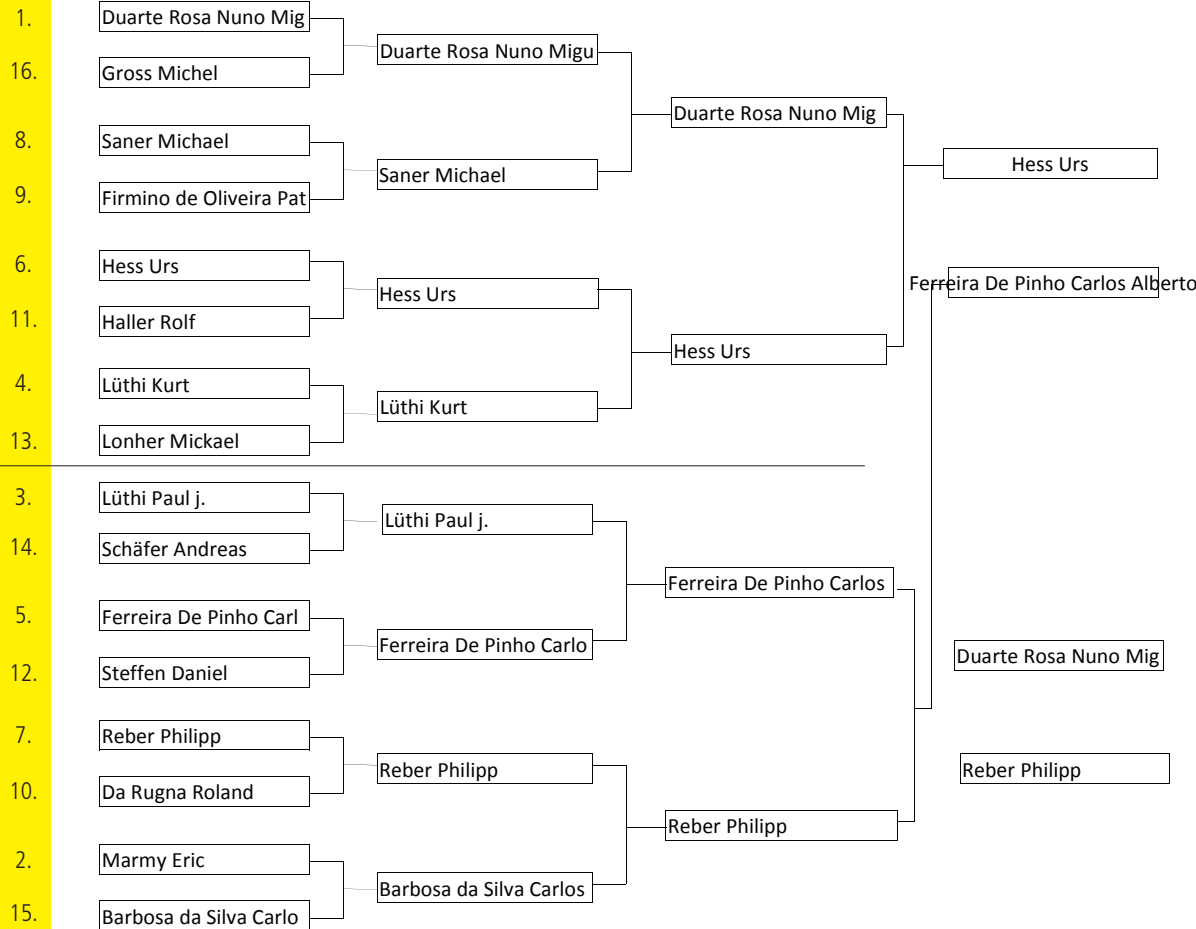 1.
Duarte Rosa Nuno Mig
16.
Gross Michel
8.
Saner Michael
9.
Firmino de Oliveira Pat
6.
Hess Urs
11.
Haller Rolf
4.
Lüthi Kurt
13.
Lonher Mickael
3.
Lüthi Paul j.
14.
Schäfer Andreas
5.
Ferreira De Pinho Carl
12.
Steffen Daniel
7.
Reber Philipp
10.
Da Rugna Roland
2.
Marmy Eric
15.
Barbosa da Silva Carlo
Duarte Rosa Nuno Migu
Saner Michael
Hess Urs
Lüthi Kurt
Lüthi Paul j.
Ferreira De Pinho Carlo
Reber Philipp
Barbosa da Silva Carlos
Duarte Rosa Nuno Mig
Hess Urs
Ferreira De Pinho Carlos
Reber Philipp
Hess Urs
Ferreira De Pinho Carlos Alberto
Duarte Rosa Nuno Mig
Reber Philipp